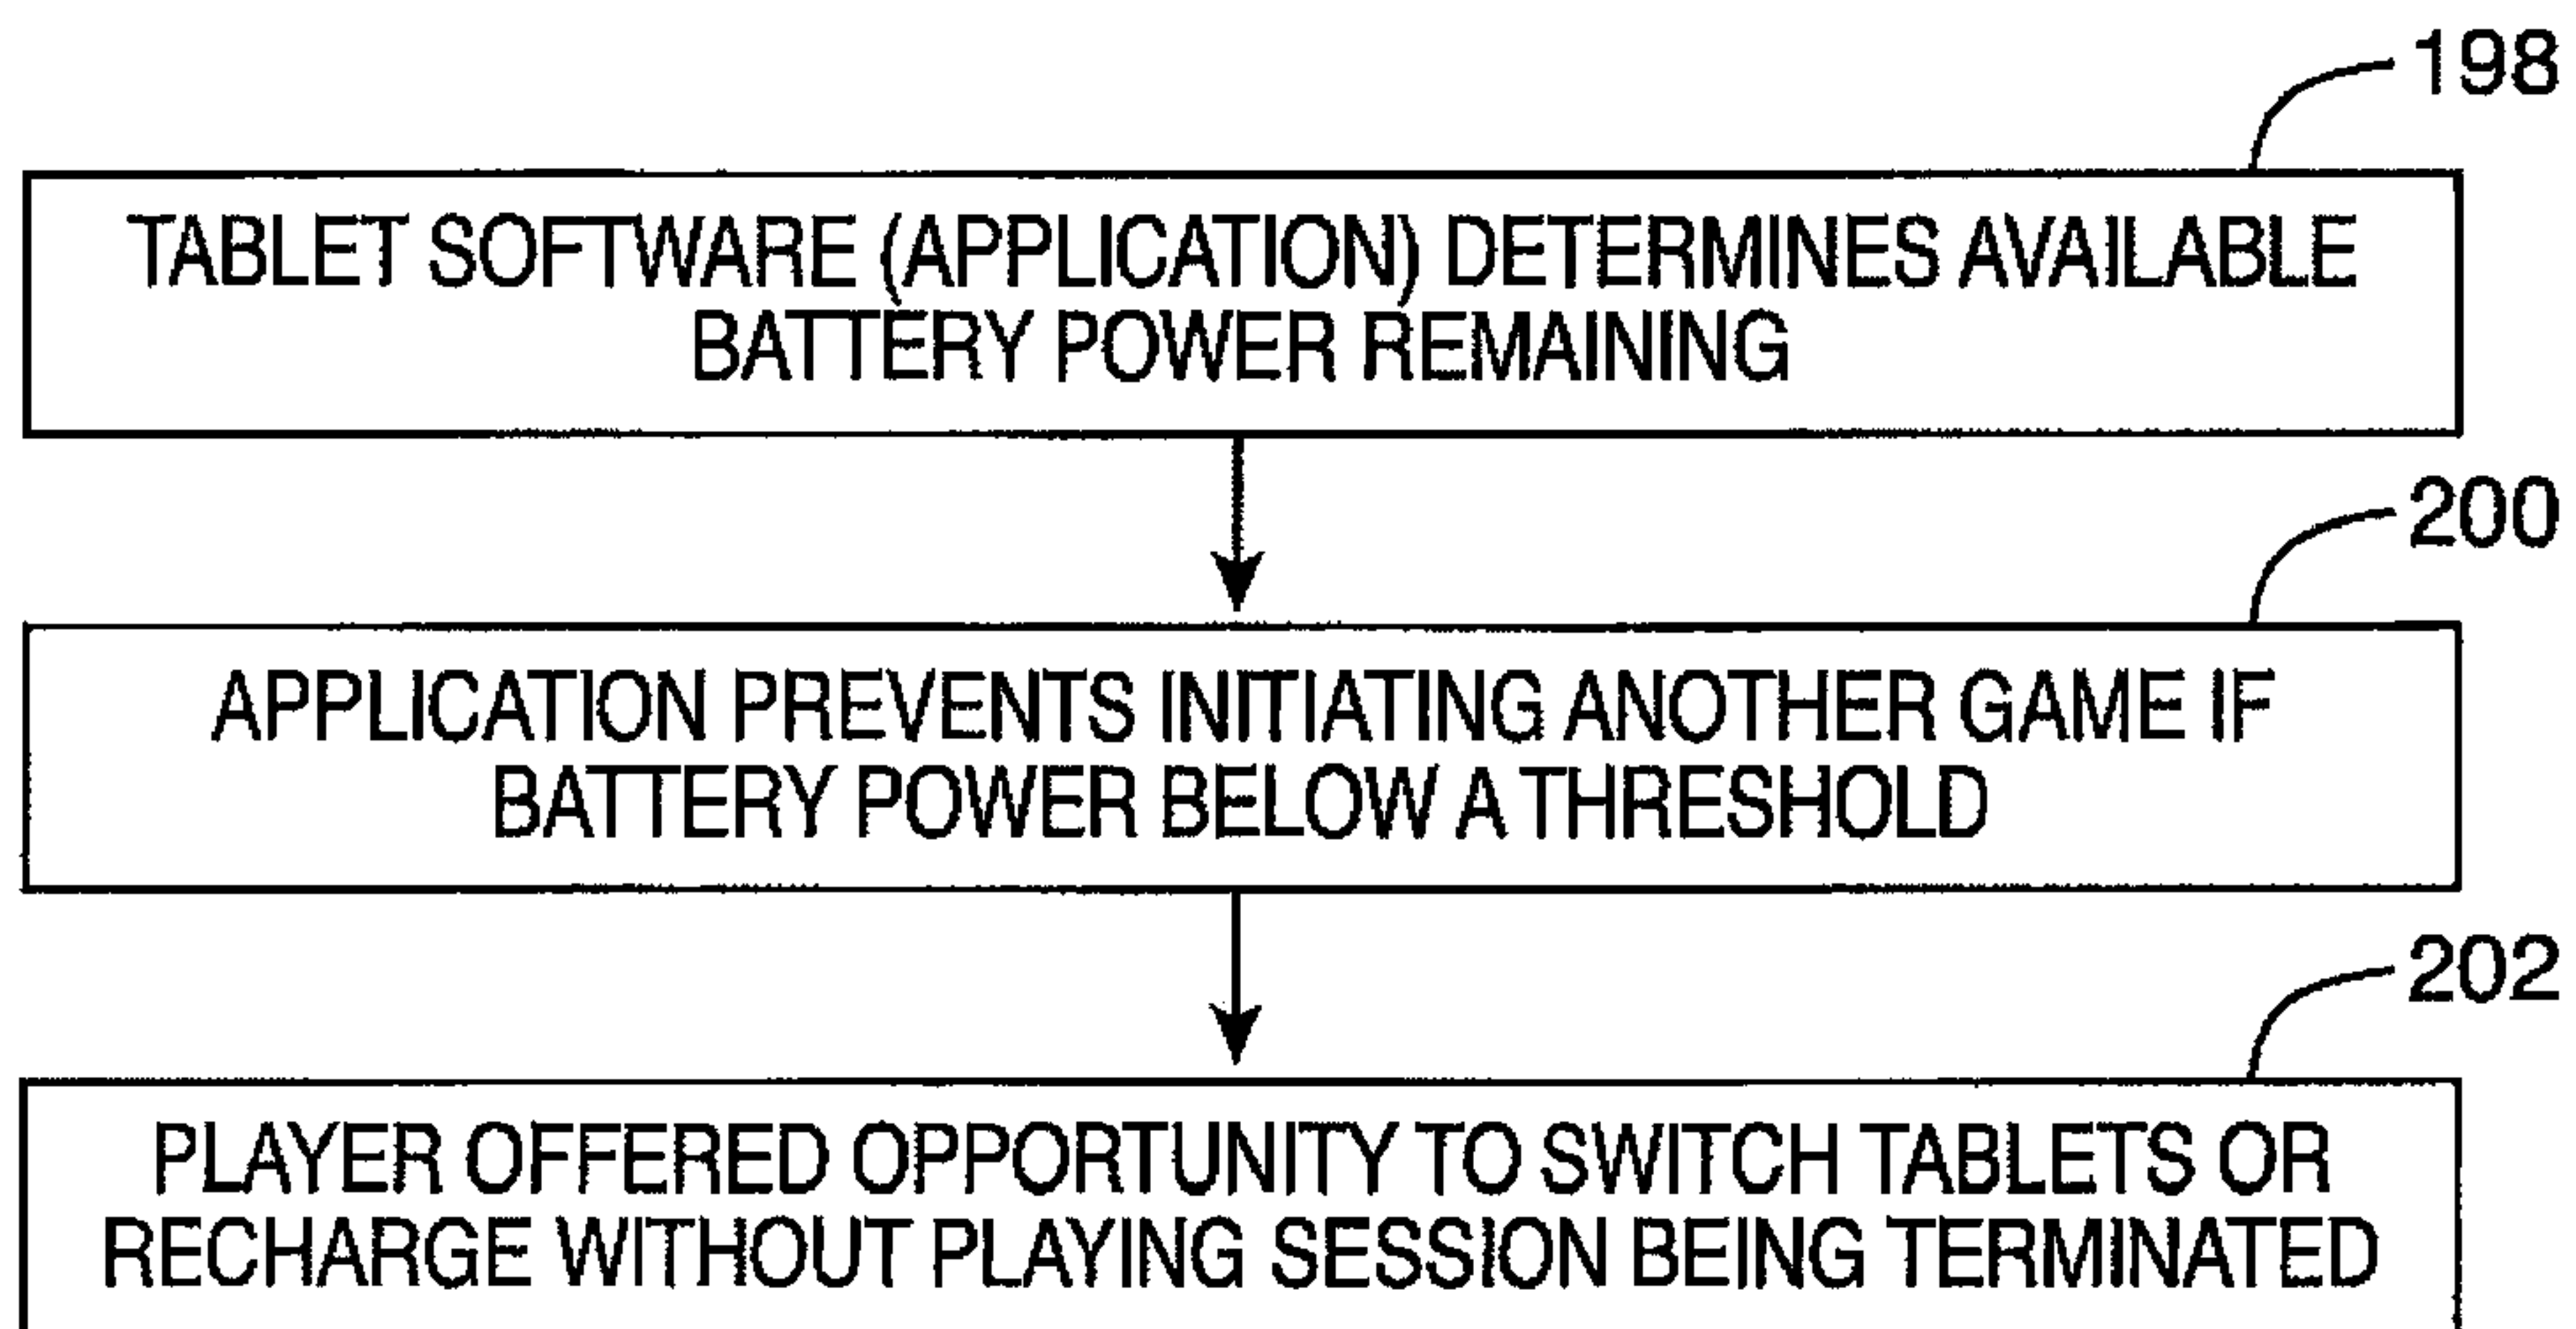 198
TABLET SOFTWARE (APPLICATION) DETERMINES AVAILABLE
BATTERY POWER REMAINING
200
APPLICATION PREVENTS INITIATING ANOTHER GAME IF
BATTERY POWER BELOW A THRESHOLD
202
PLAYER OFFERED OPPORTUNITY TO SWITCH TABLETS OR
RECHARGE WITHOUT PLAYING SESSION BEING TERMINATED